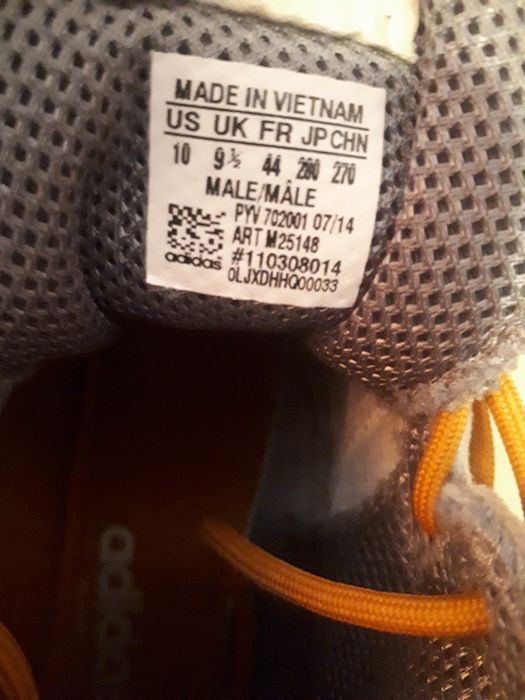 MADE IN VIETNAM
US UK FR JP CHN
10 9½ 44 280 270
MALE/MÂLE
PYV 702001 07/14
ART M25148
#110308014
adidas 0LJXDHHQ00033
adidas